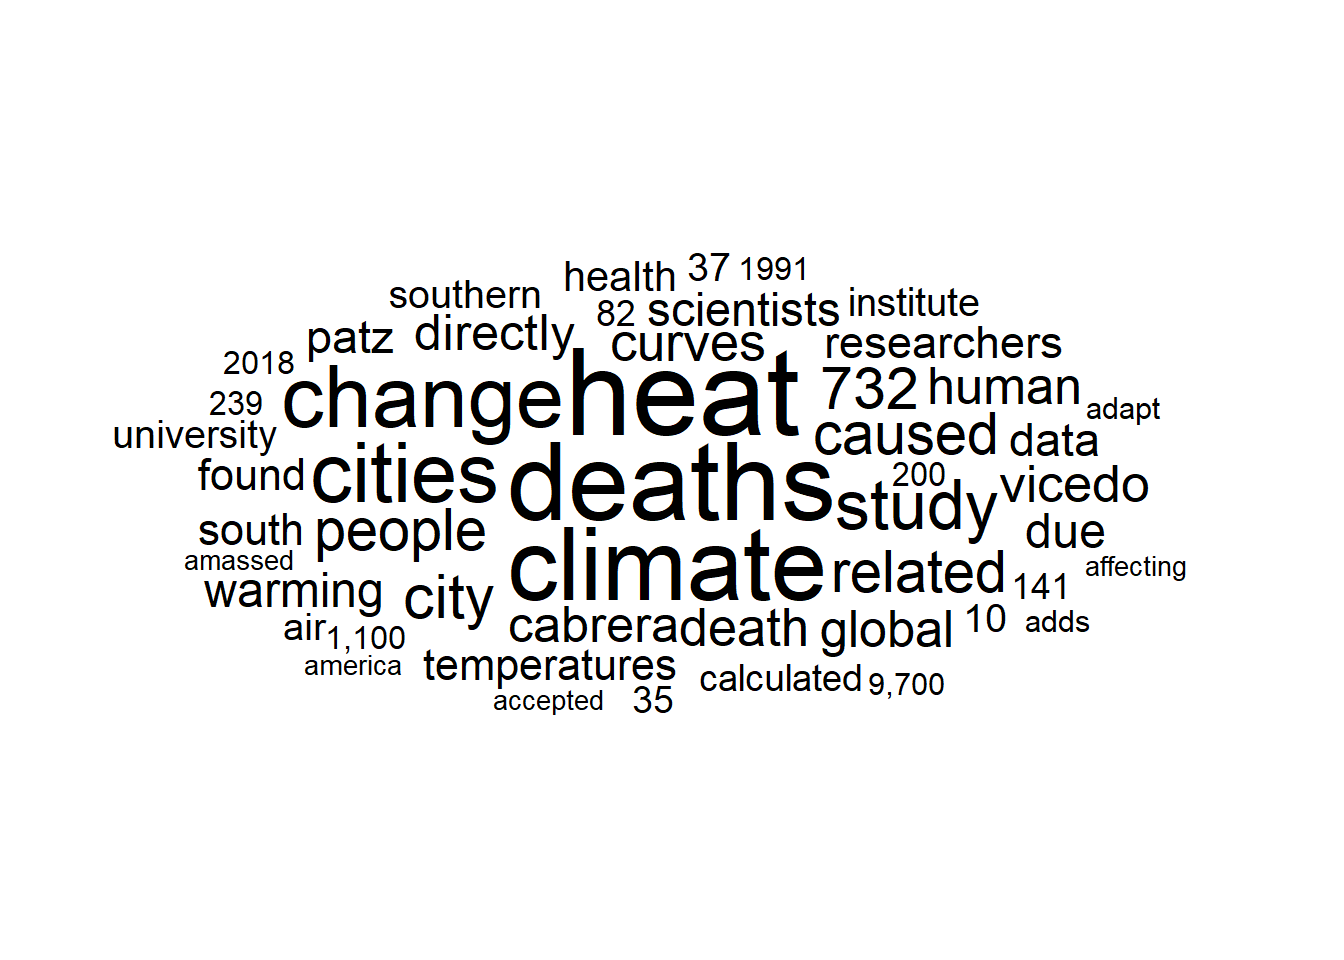 health 37 1991
southern 82 scientists institute
patz directly curves researchers
2018 change heat 732 human adapt
239
university caused data
found cities deaths 200 vicedo
south people study due
amassed climate affecting
warming city related 141
air 1,100 cabrera death global 10 adds
america temperatures calculated 9,700
accepted 35